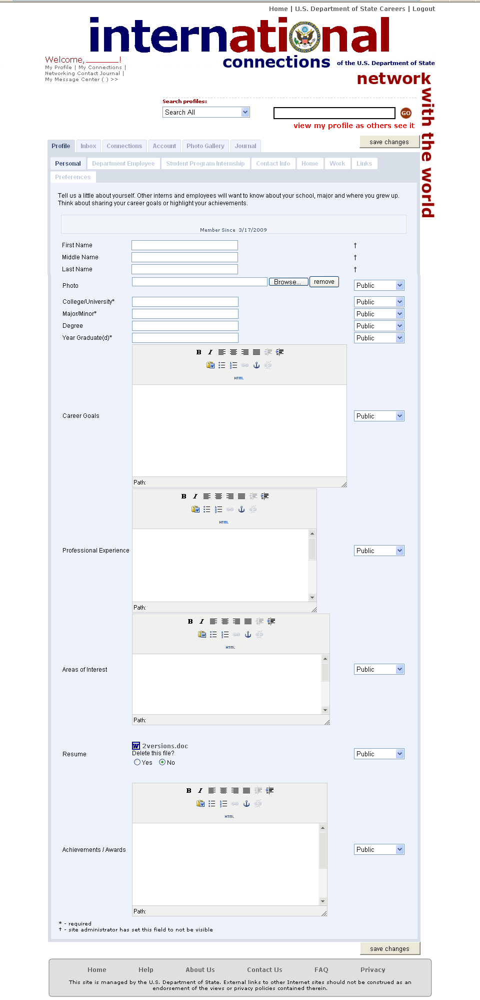 Home | U.S. Department of State Careers | Logout
international
connections of the U.S. Department of State
Welcome,________!
My Profile | My Connections |
Networking Contact Journal |
My Message Center ( ) >>
network
with the world
Search profiles:
Search All GO
view my profile as others see it
save changes
Profile Inbox Connections Account Photo Gallery Journal
Personal Department Employee Student Program Internship Contact Info Home Work Links
Preferences
Tell us a little about yourself. Other interns and employees will want to know about your school, major and where you grew up.
Think about sharing your career goals or highlight your achievements.
Member Since 3/17/2009
First Name †
Middle Name †
Last Name †
Photo Browse... remove Public
College/University* Public
Major/Minor* Public
Degree Public
Year Graduate(d)* Public
B I
HTML
Career Goals Public
Path:
B I
HTML
Professional Experience Public
Path:
B I
HTML
Areas of Interest Public
Path:
2versions.doc
Delete this file?
Resume Public
Yes No
B I
HTML
Achievements / Awards Public
Path:
* - required
† - site administrator has set this field to not be visible
save changes
Home Help About Us Contact Us FAQ Privacy
This site is managed by the U.S. Department of State. External links to other Internet sites should not be construed as an
endorsement of the views or privacy policies contained therein.